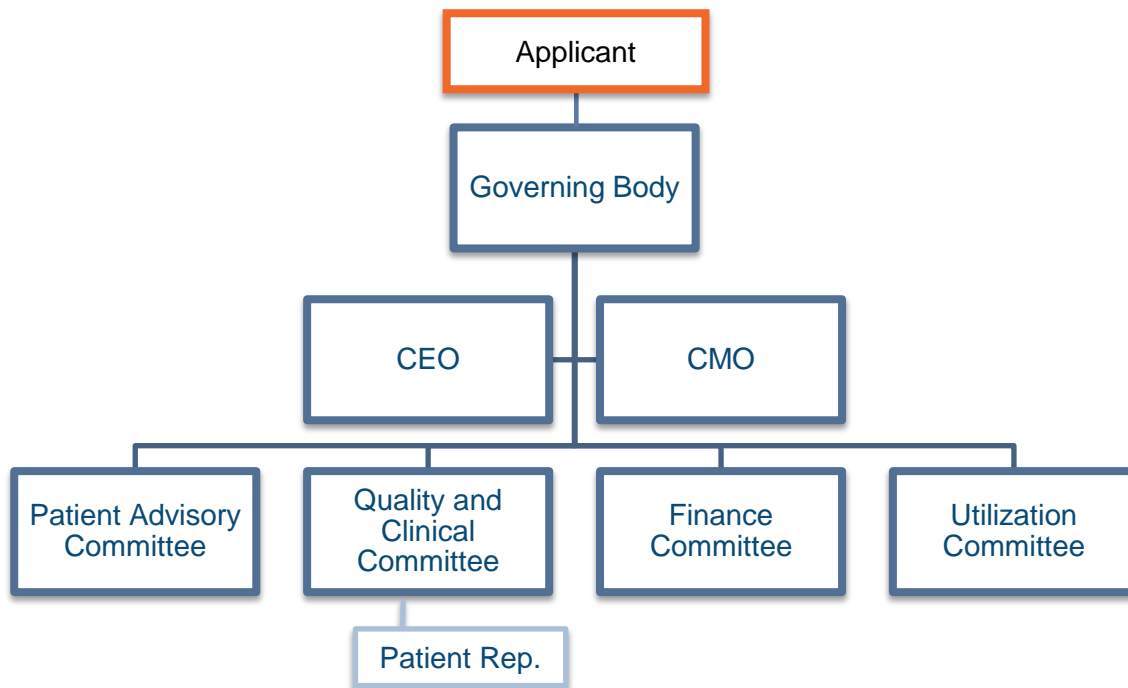 Applicant
Governing Body
CEO
CMO
Patient Advisory
Committee
Quality and
Clinical
Committee
Finance
Committee
Utilization
Committee
Patient Rep.